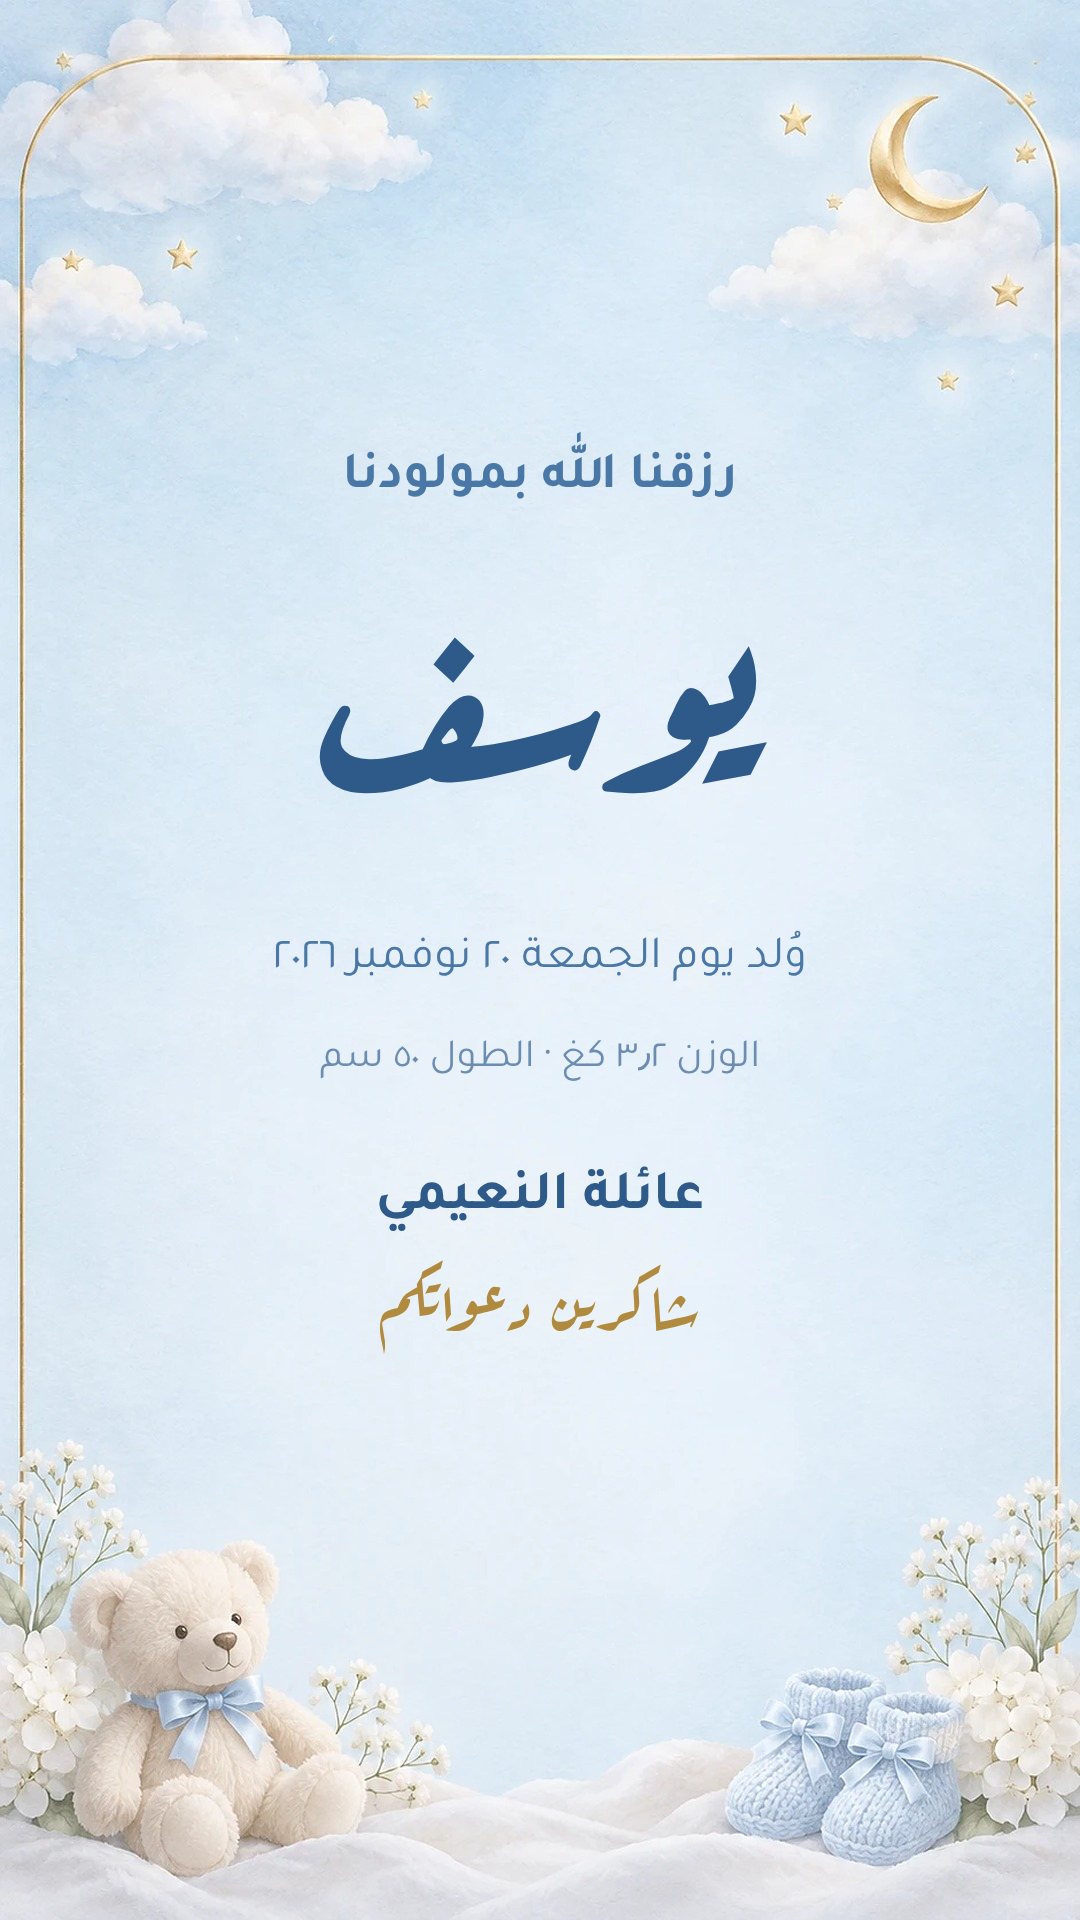 رزقنا الله بمولودنا
يوسف
وُلد يوم الجمعة ٢٠ نوفمبر ٢٠٢٦
الوزن ٣٫٢ كغ · الطول ٥٠ سم
عائلة النعيمي
شاكرين دعواتكم